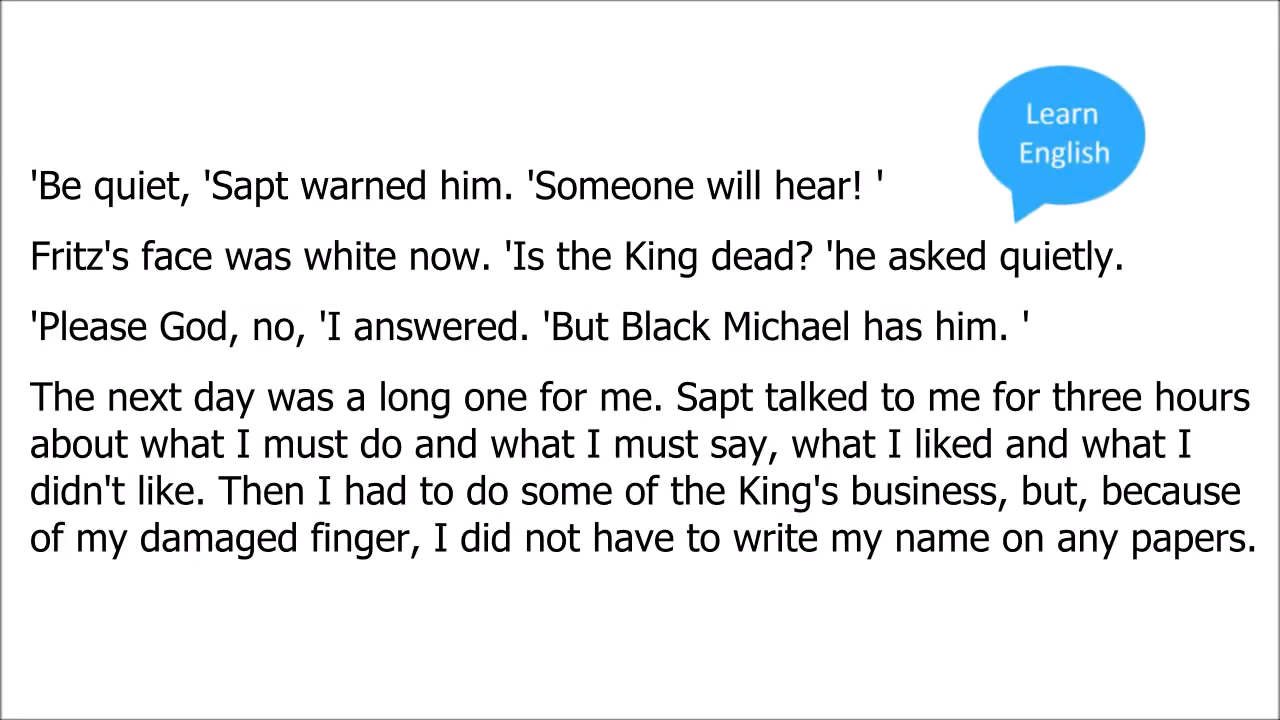 Learn
English
'Be quiet, 'Sapt warned him. 'Someone will hear! '
Fritz's face was white now. 'Is the King dead? 'he asked quietly.
'Please God, no, 'I answered. 'But Black Michael has him. '
The next day was a long one for me. Sapt talked to me for three hours
about what I must do and what I must say, what I liked and what I
didn't like. Then I had to do some of the King's business, but, because
of my damaged finger, I did not have to write my name on any papers.